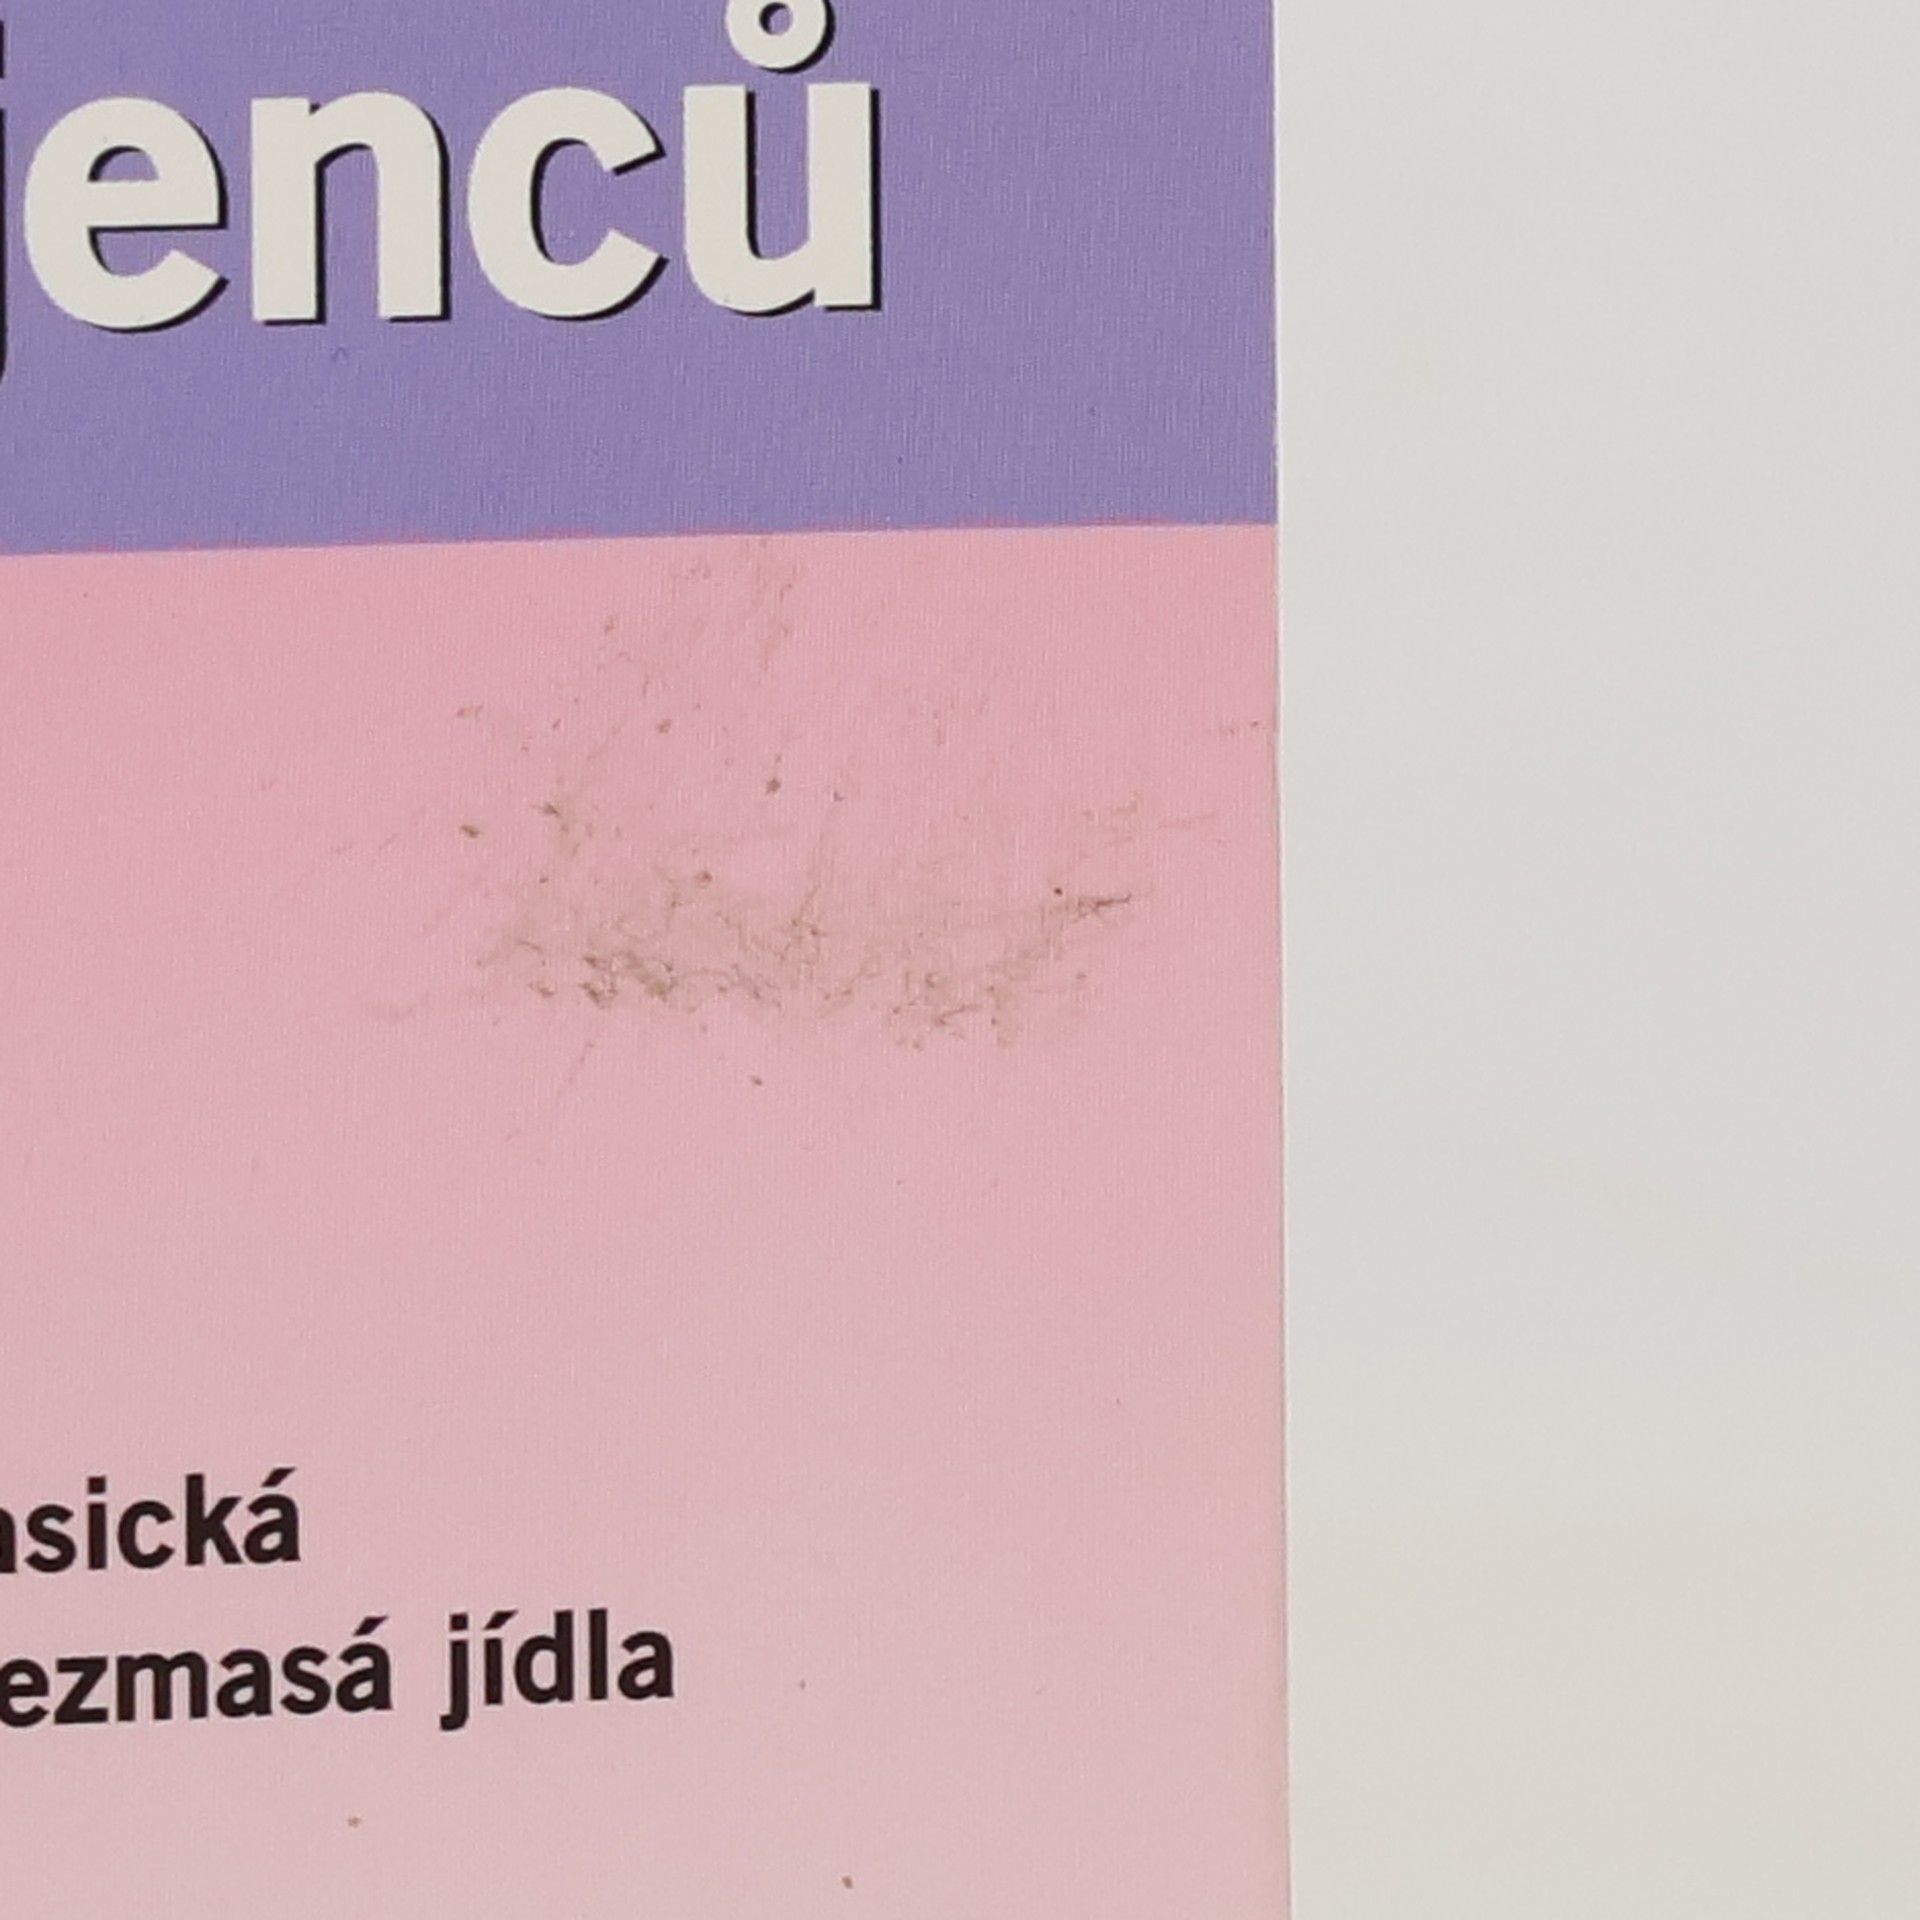 jenců
asická
ezmasá jídla